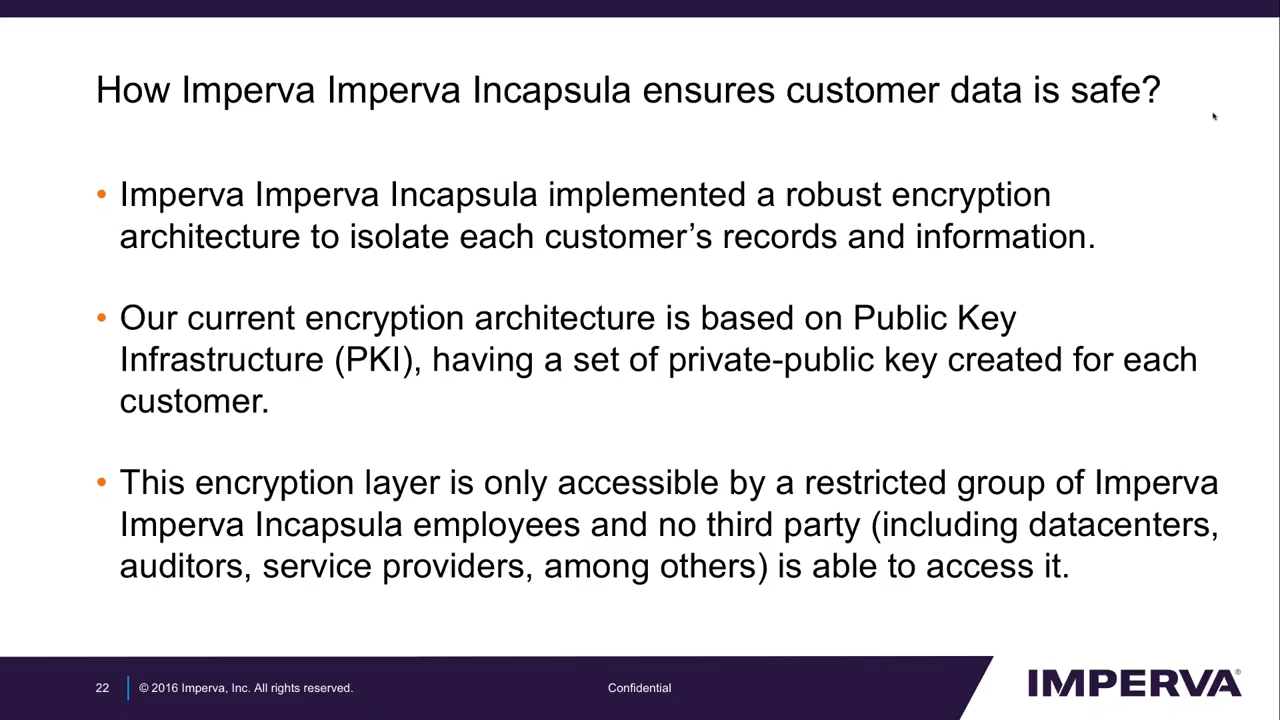 How Imperva Imperva Incapsula ensures customer data is safe?
• Imperva Imperva Incapsula implemented a robust encryption
architecture to isolate each customer’s records and information.
• Our current encryption architecture is based on Public Key
Infrastructure (PKI), having a set of private-public key created for each
customer.
• This encryption layer is only accessible by a restricted group of Imperva
Imperva Incapsula employees and no third party (including datacenters,
auditors, service providers, among others) is able to access it.
22
© 2016 Imperva, Inc. All rights reserved.
Confidential
IMPERVA®